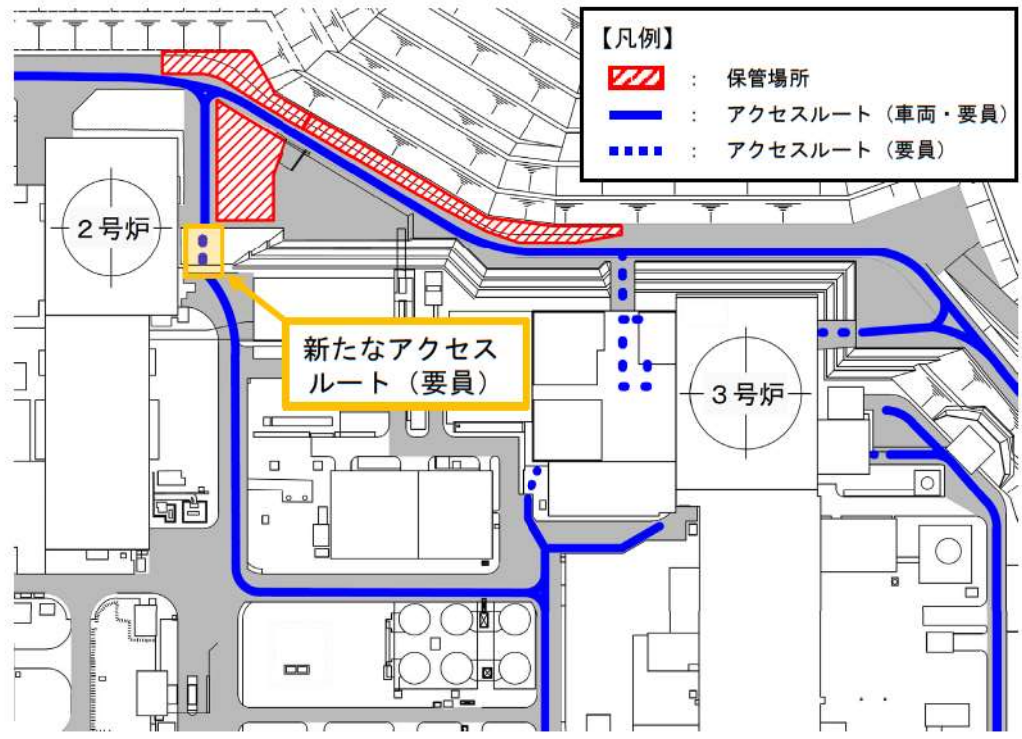 【凡例】
： 保管場所
： アクセスルート（車両・要員）
： アクセスルート（要員）
２号炉
新たなアクセス
ルート（要員）
３号炉